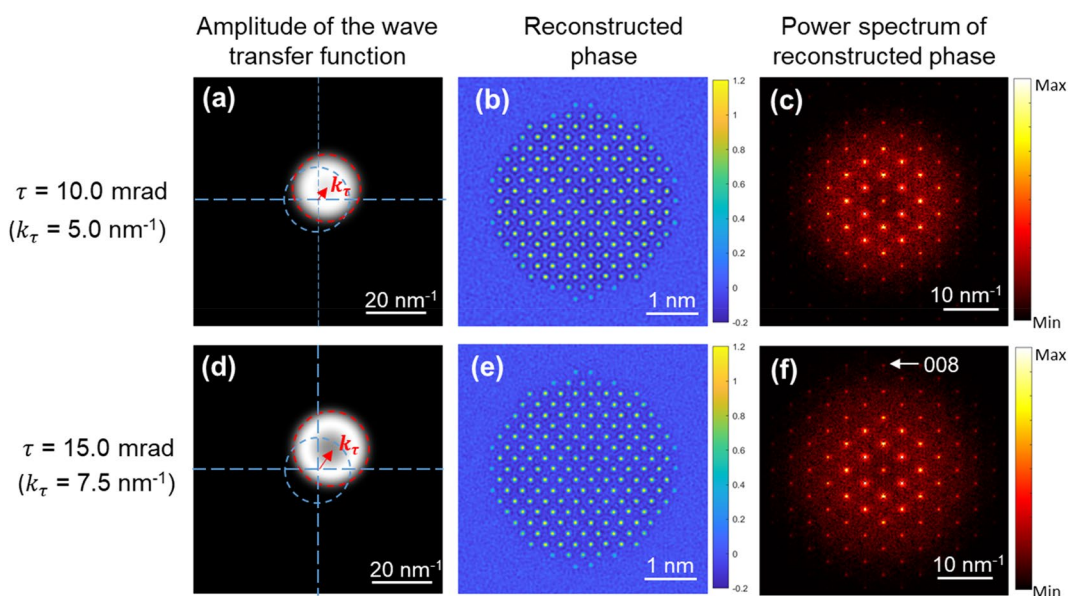 Amplitude of the wave
transfer function
Reconstructed
phase
Power spectrum of
reconstructed phase
τ = 10.0 mrad
(kτ = 5.0 nm⁻¹)
(a)
kτ
20 nm⁻¹
(b)
1 nm
1.2
1
0.8
0.6
0.4
0.2
0
-0.2
(c)
10 nm⁻¹
Max
Min
τ = 15.0 mrad
(kτ = 7.5 nm⁻¹)
(d)
kτ
20 nm⁻¹
(e)
1 nm
1.2
1
0.8
0.6
0.4
0.2
0
-0.2
(f)
008
10 nm⁻¹
Max
Min